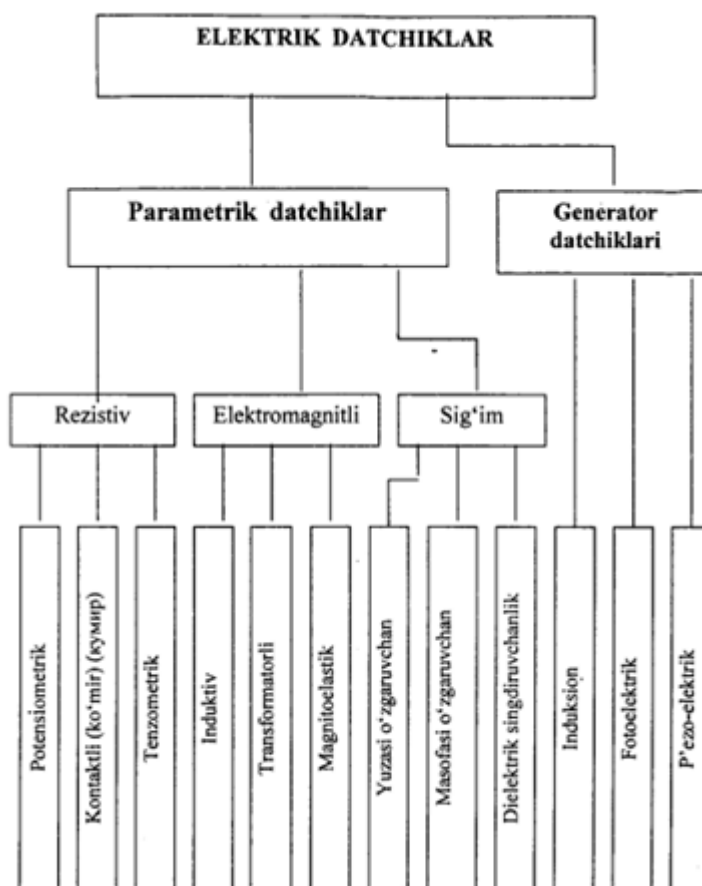 ELEKTRIK DATCHIKLAR
Parametrik datchiklar
Generator
datchiklari
Rezistiv
Elektromagnitli
Sig‘im
Potensiometrik
Kontaktli (ko‘mir) (кумир)
Tenzometrik
Induktiv
Transformatorli
Magnitoelastik
Yuzasi o‘zgaruvchan
Masofasi o‘zgaruvchan
Dielektrik singdiruvchanlik
Induksion
Fotoelektrik
P'ezo-elektrik